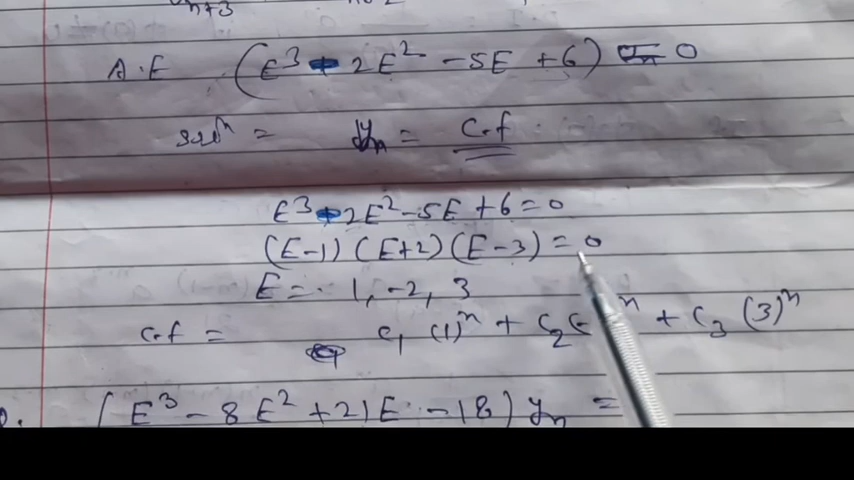 n+3
A.E (E³ - 2E² - 5E + 6) = 0
solⁿ = yₙ = C.f
E³ - 2E² - 5E + 6 = 0
(E-1) (E+2) (E-3) = 0
E = 1, -2, 3
C.f = C₁ (1)ⁿ + C₂ ( ⁿ + C₃ (3)ⁿ
(E³ - 8E² + 21E - 18) yₙ =